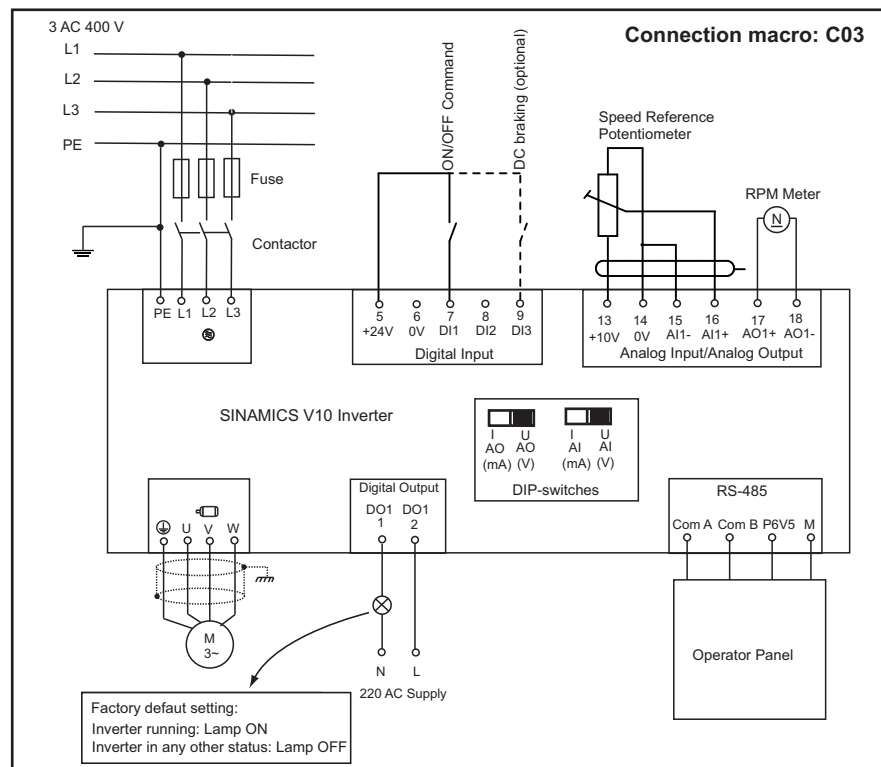 3 AC 400 V
Connection macro: C03
L1
L2
L3
PE
ON/OFF Command
DC braking (optional)
Speed Reference
Potentiometer
RPM Meter
N
Fuse
Contactor
PE L1 L2 L3
5 6 7 8 9
+24V 0V DI1 DI2 DI3
Digital Input
13 14 15 16 17 18
+10V 0V AI1- AI1+ AO1+ AO1-
Analog Input/Analog Output
SINAMICS V10 Inverter
I U I U
AO AO AI AI
(mA) (V) (mA) (V)
DIP-switches
U V W
Digital Output
DO1 DO1
1 2
RS-485
Com A Com B P6V5 M
M
3~
N L
220 AC Supply
Operator Panel
Factory defaut setting:
Inverter running: Lamp ON
Inverter in any other status: Lamp OFF